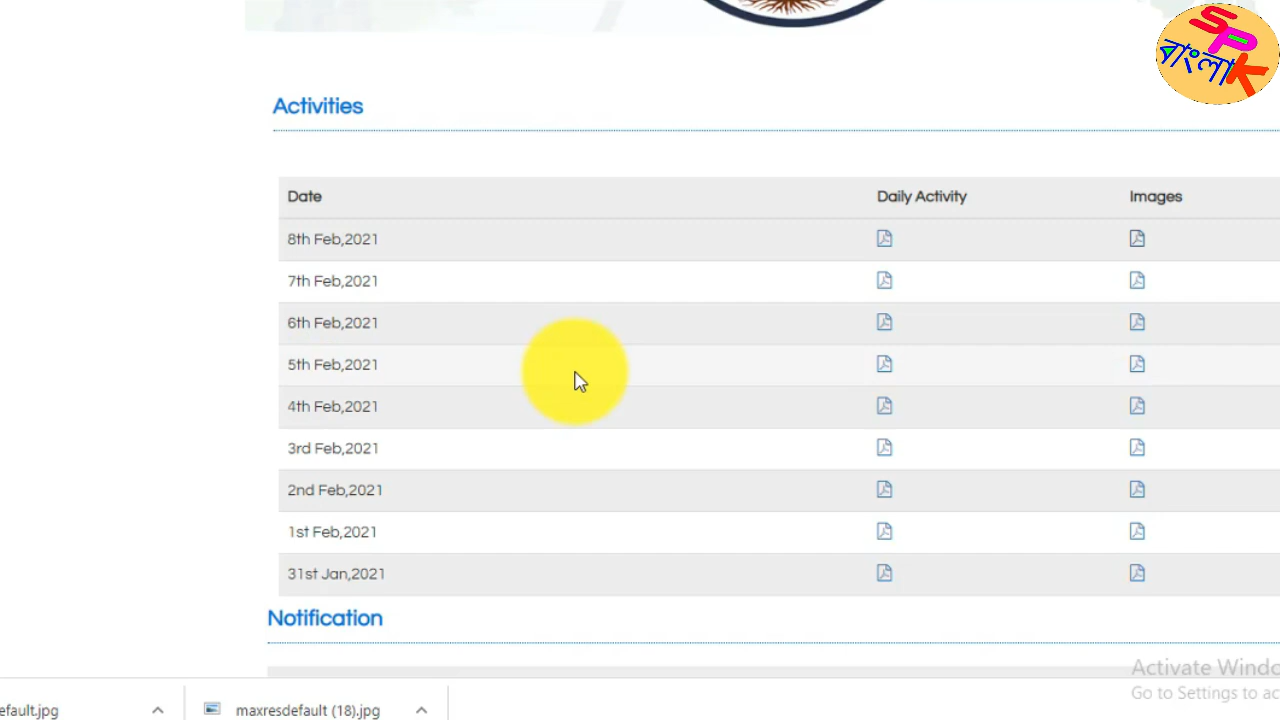 SPK
বাংলা
Activities
Date Daily Activity Images
8th Feb,2021
7th Feb,2021
6th Feb,2021
5th Feb,2021
4th Feb,2021
3rd Feb,2021
2nd Feb,2021
1st Feb,2021
31st Jan,2021
Notification
Activate Windo
Go to Settings to ac
efault.jpg maxresdefault (18).jpg